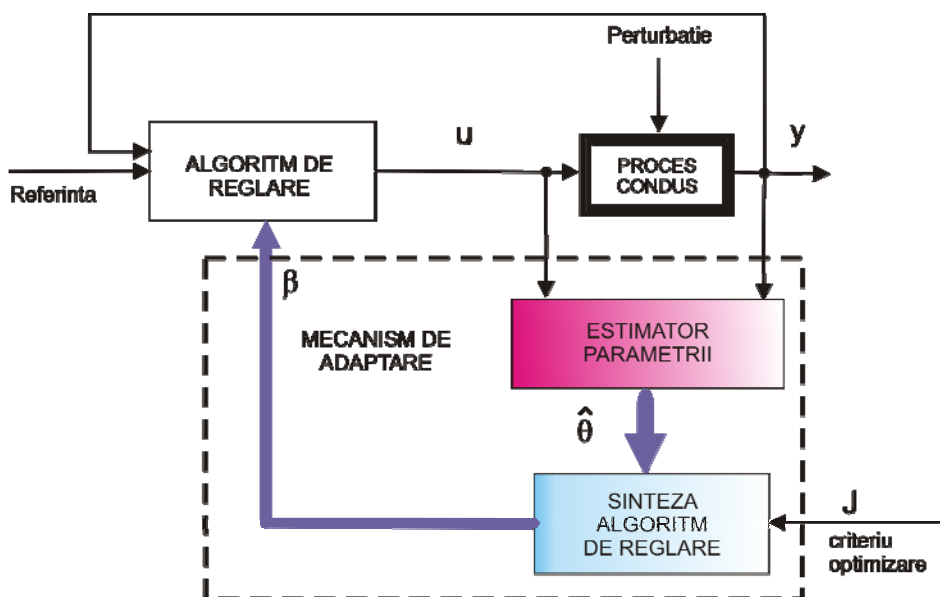 Perturbatie
u
y
ALGORITM DE
REGLARE
PROCES
CONDUS
Referinta
β
MECANISM DE
ADAPTARE
ESTIMATOR
PARAMETRII
θ̂
SINTEZA
ALGORITM
DE REGLARE
J
criteriu
optimizare